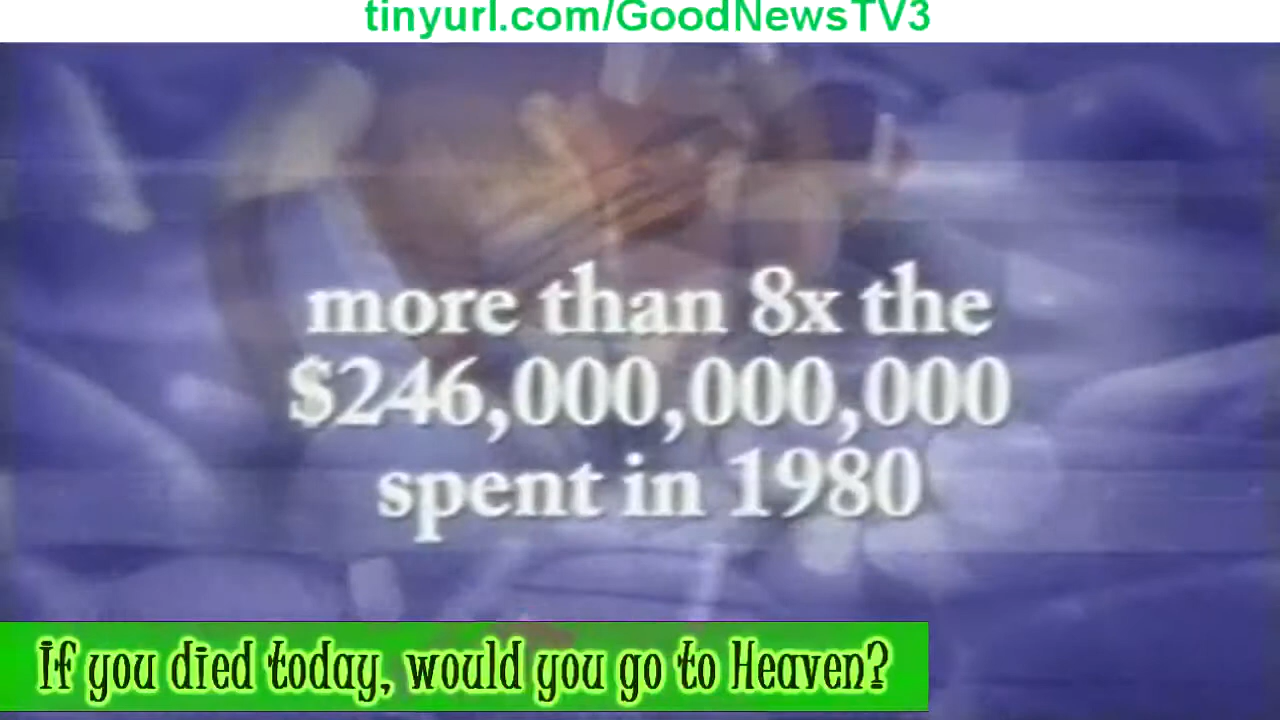 tinyurl.com/GoodNewsTV3
more than 8x the
$246,000,000,000
spent in 1980
If you died today, would you go to Heaven?